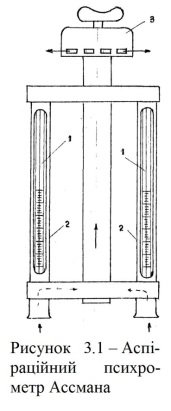 3
1
1
2
2
Рисунок 3.1 – Аспі-
раційний психро-
метр Ассмана